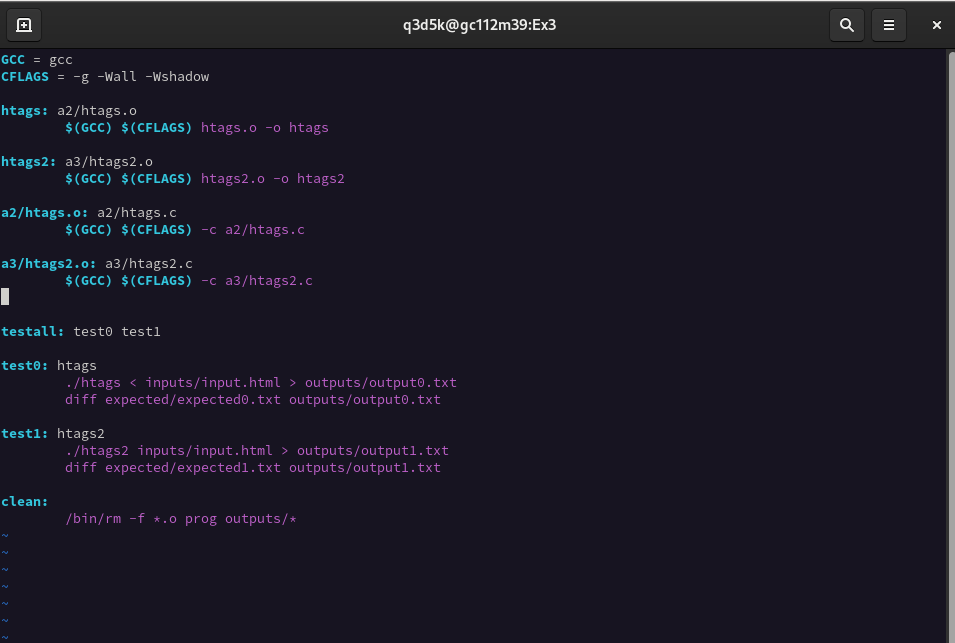 q3d5k@gc112m39:Ex3
GCC = gcc
CFLAGS = -g -Wall -Wshadow
htags: a2/htags.o
$(GCC) $(CFLAGS) htags.o -o htags
htags2: a3/htags2.o
$(GCC) $(CFLAGS) htags2.o -o htags2
a2/htags.o: a2/htags.c
$(GCC) $(CFLAGS) -c a2/htags.c
a3/htags2.o: a3/htags2.c
$(GCC) $(CFLAGS) -c a3/htags2.c
testall: test0 test1
test0: htags
./htags < inputs/input.html > outputs/output0.txt
diff expected/expected0.txt outputs/output0.txt
test1: htags2
./htags2 inputs/input.html > outputs/output1.txt
diff expected/expected1.txt outputs/output1.txt
clean:
/bin/rm -f *.o prog outputs/*
~
~
~
~
~
~
~